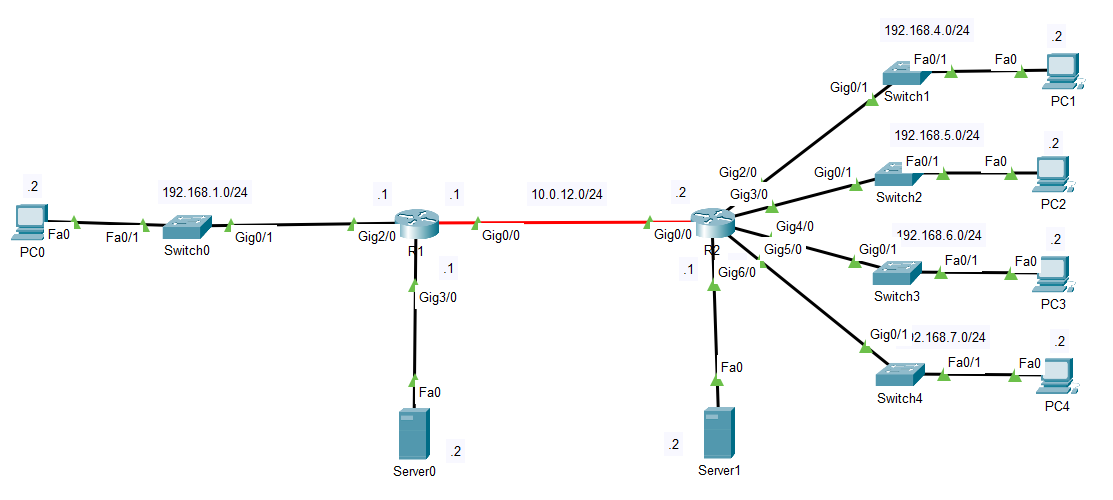 192.168.4.0/24
.2
Fa0/1
Fa0
Gig0/1
Switch1
PC1
192.168.5.0/24
.2
Fa0/1
Fa0
Gig0/1
Gig2/0
Switch2
PC2
.2
192.168.1.0/24
.1
.1
10.0.12.0/24
.2
Gig3/0
Gig4/0
192.168.6.0/24
.2
Fa0
Fa0/1
Gig0/1
Gig2/0
Gig0/0
Gig0/0
PC0
Switch0
R1
R2
Gig5/0
Gig0/1
Fa0/1
Fa0
.1
Gig3/0
.1
Gig6/0
Switch3
PC3
Gig0/1
2.168.7.0/24
.2
Fa0/1
Fa0
Fa0
Fa0
Switch4
PC4
.2
.2
Server0
Server1